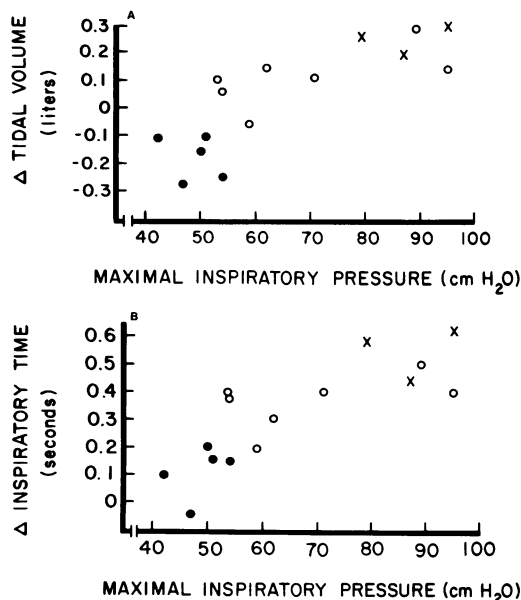 A
Δ TIDAL VOLUME
(liters)
0.3
0.2
0.1
0
-0.1
-0.2
-0.3
40 50 60 70 80 90 100
MAXIMAL INSPIRATORY PRESSURE (cm H₂O)
B
Δ INSPIRATORY TIME
(seconds)
0.6
0.5
0.4
0.3
0.2
0.1
0
40 50 60 70 80 90 100
MAXIMAL INSPIRATORY PRESSURE (cm H₂O)